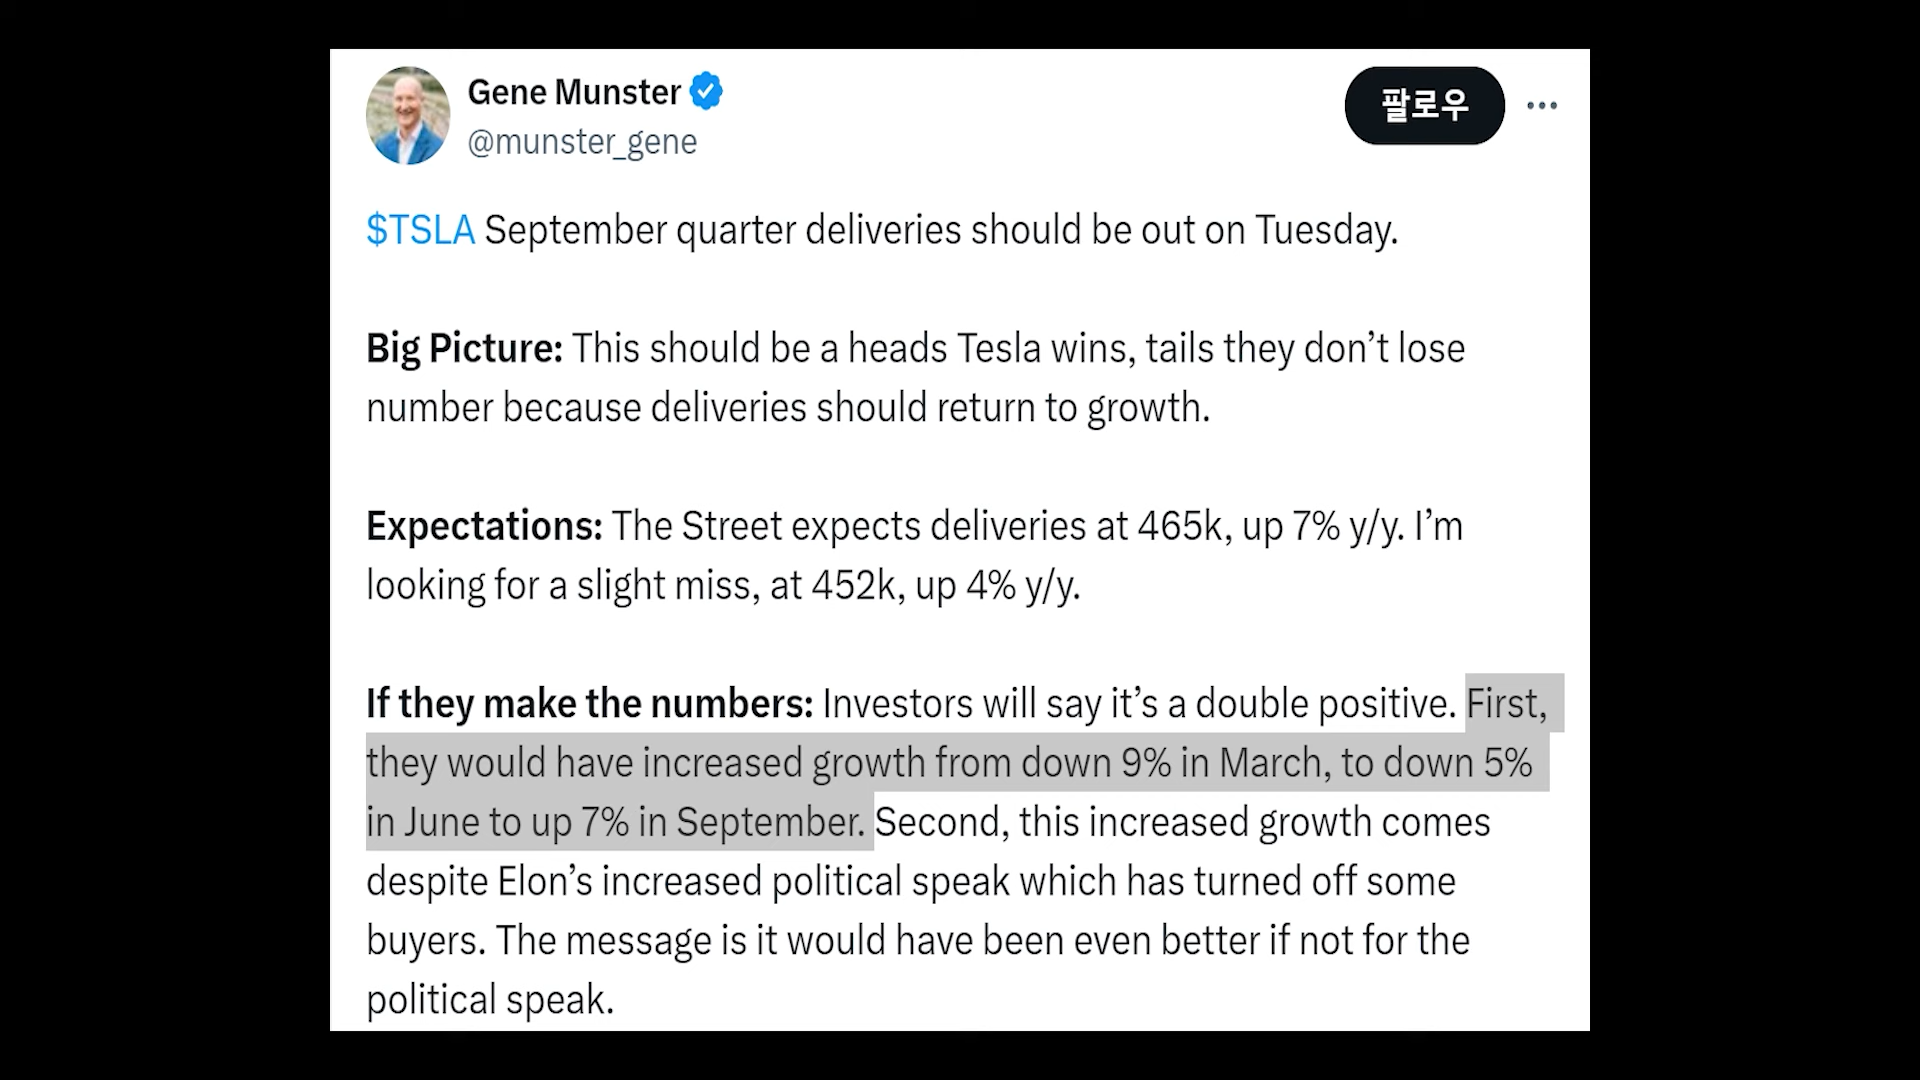 Gene Munster
@munster_gene
팔로우
$TSLA September quarter deliveries should be out on Tuesday.
Big Picture: This should be a heads Tesla wins, tails they don’t lose
number because deliveries should return to growth.
Expectations: The Street expects deliveries at 465k, up 7% y/y. I’m
looking for a slight miss, at 452k, up 4% y/y.
If they make the numbers: Investors will say it’s a double positive. First,
they would have increased growth from down 9% in March, to down 5%
in June to up 7% in September. Second, this increased growth comes
despite Elon’s increased political speak which has turned off some
buyers. The message is it would have been even better if not for the
political speak.